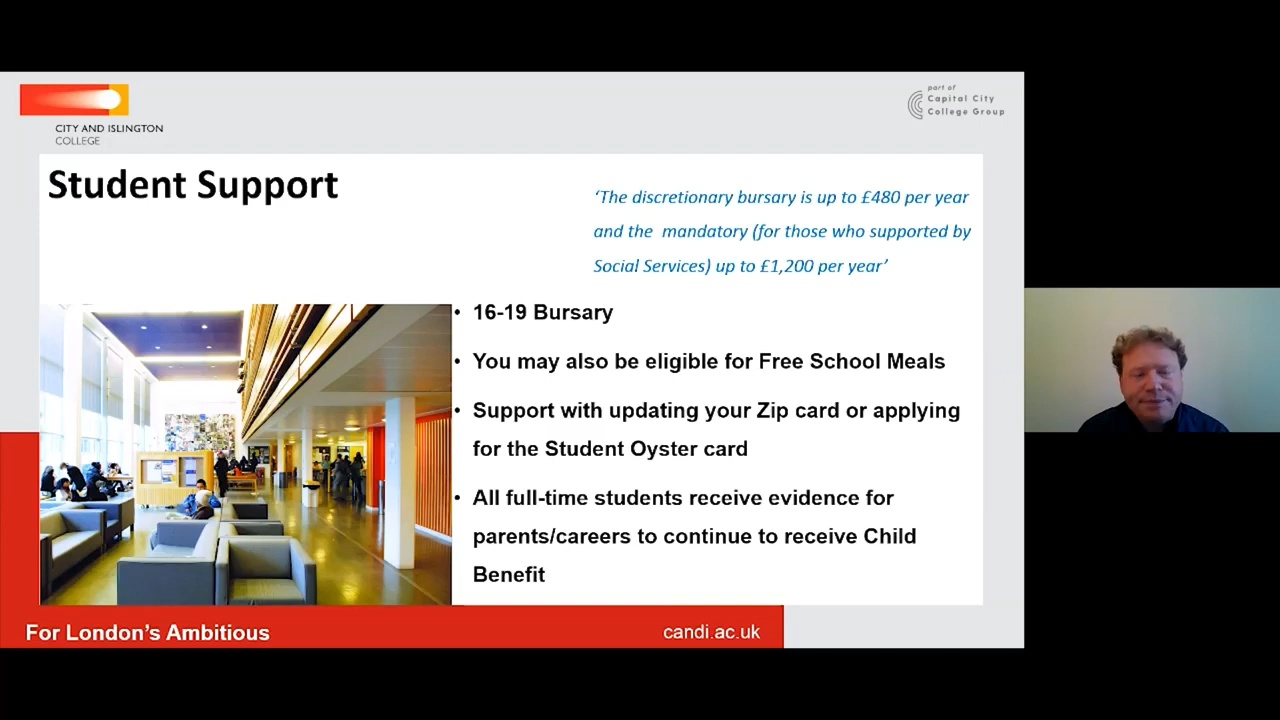 part of
Capital City
College Group
CITY AND ISLINGTON
COLLEGE
Student Support
‘The discretionary bursary is up to £480 per year
and the mandatory (for those who supported by
Social Services) up to £1,200 per year’
• 16-19 Bursary
• You may also be eligible for Free School Meals
• Support with updating your Zip card or applying
for the Student Oyster card
• All full-time students receive evidence for
parents/careers to continue to receive Child
Benefit
For London’s Ambitious
candi.ac.uk